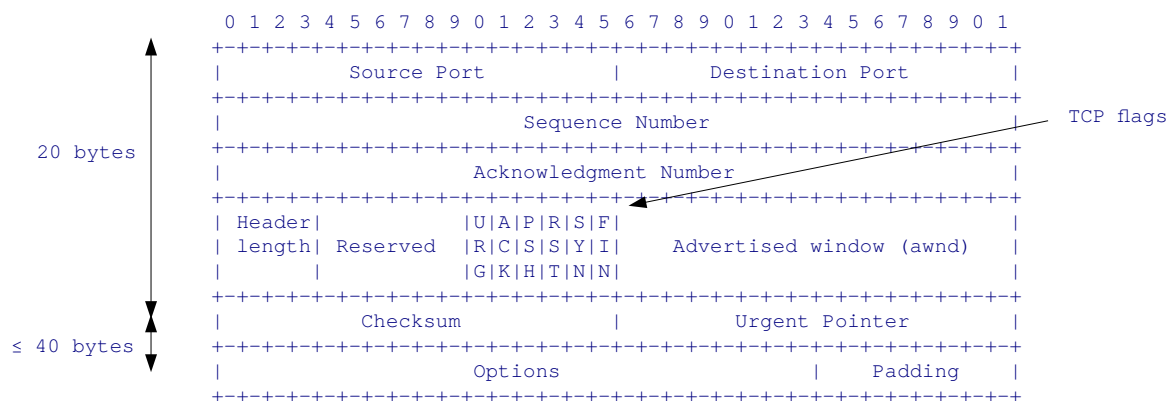 0 1 2 3 4 5 6 7 8 9 0 1 2 3 4 5 6 7 8 9 0 1 2 3 4 5 6 7 8 9 0 1
+-+-+-+-+-+-+-+-+-+-+-+-+-+-+-+-+-+-+-+-+-+-+-+-+-+-+-+-+-+-+-+-+
| Source Port | Destination Port |
+-+-+-+-+-+-+-+-+-+-+-+-+-+-+-+-+-+-+-+-+-+-+-+-+-+-+-+-+-+-+-+-+
| Sequence Number |
TCP flags
20 bytes
+-+-+-+-+-+-+-+-+-+-+-+-+-+-+-+-+-+-+-+-+-+-+-+-+-+-+-+-+-+-+-+-+
| Acknowledgment Number |
+-+-+-+-+-+-+-+-+-+-+-+-+-+-+-+-+-+-+-+-+-+-+-+-+-+-+-+-+-+-+-+-+
| Header| |U|A|P|R|S|F| |
| length| Reserved |R|C|S|S|Y|I| Advertised window (awnd) |
| | |G|K|H|T|N|N| |
+-+-+-+-+-+-+-+-+-+-+-+-+-+-+-+-+-+-+-+-+-+-+-+-+-+-+-+-+-+-+-+-+
| Checksum | Urgent Pointer |
≤ 40 bytes
+-+-+-+-+-+-+-+-+-+-+-+-+-+-+-+-+-+-+-+-+-+-+-+-+-+-+-+-+-+-+-+-+
| Options | Padding |
+-+-+-+-+-+-+-+-+-+-+-+-+-+-+-+-+-+-+-+-+-+-+-+-+-+-+-+-+-+-+-+-+